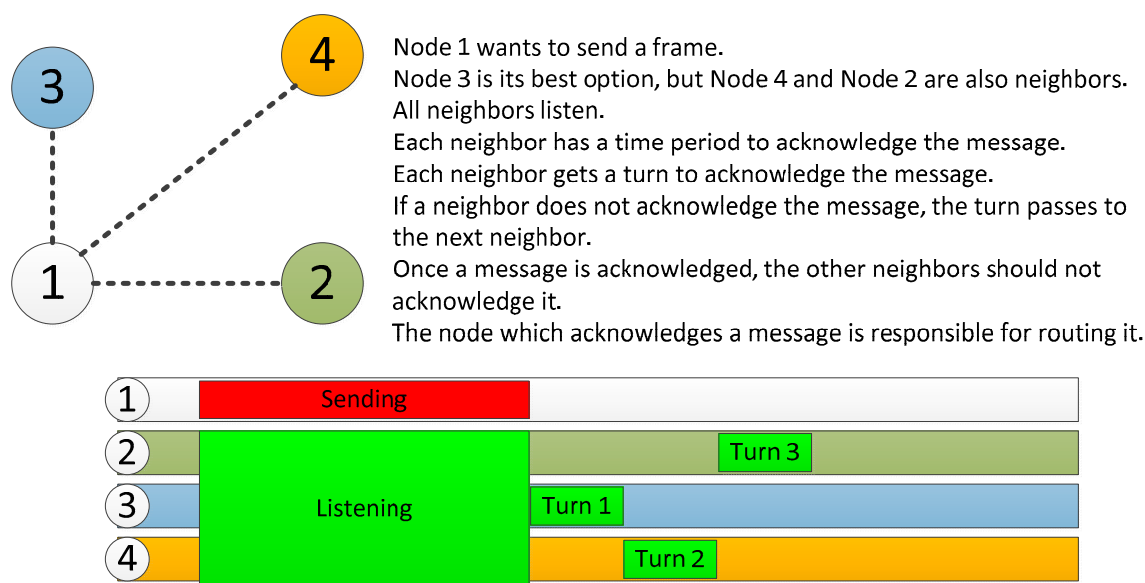 3
4
1
2
Node 1 wants to send a frame.
Node 3 is its best option, but Node 4 and Node 2 are also neighbors.
All neighbors listen.
Each neighbor has a time period to acknowledge the message.
Each neighbor gets a turn to acknowledge the message.
If a neighbor does not acknowledge the message, the turn passes to
the next neighbor.
Once a message is acknowledged, the other neighbors should not
acknowledge it.
The node which acknowledges a message is responsible for routing it.
1
Sending
2
Turn 3
3
Listening
Turn 1
4
Turn 2